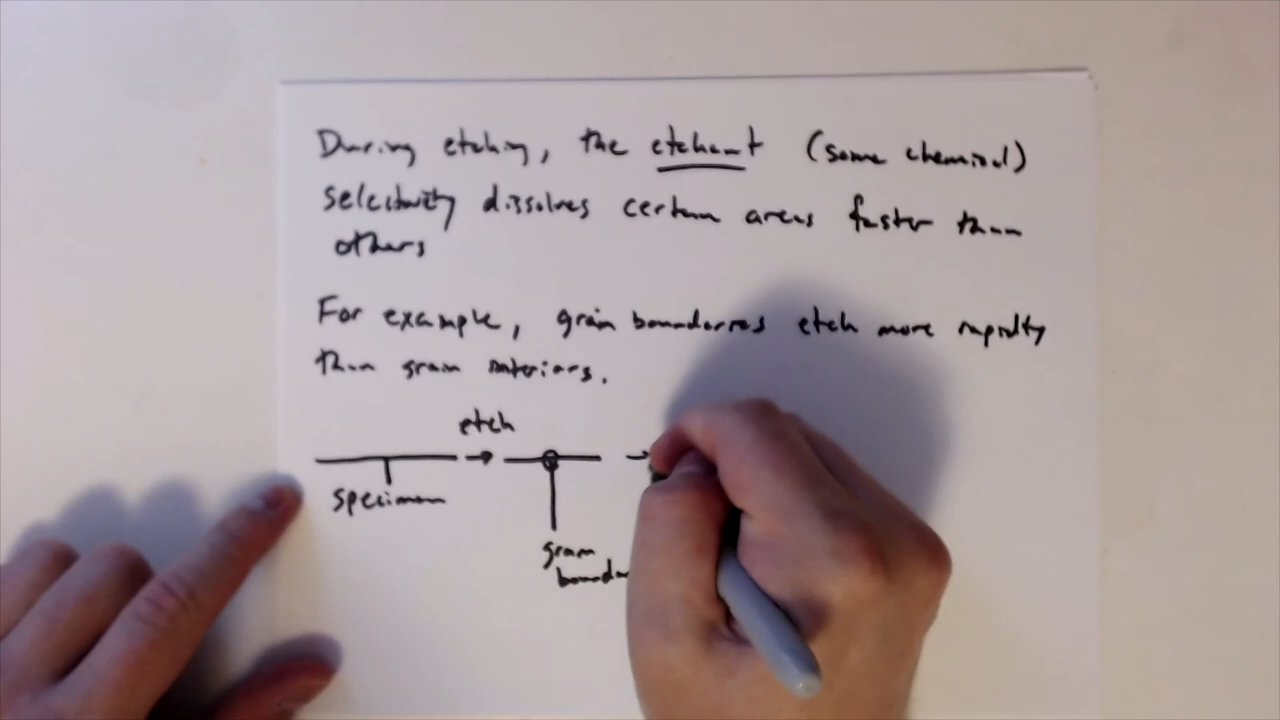 During etching, the etchant (some chemical)
selectivity dissolves certain areas faster than
others
For example, grain boundaries etch more rapidly
than grain interiors.
etch
specimen
grain